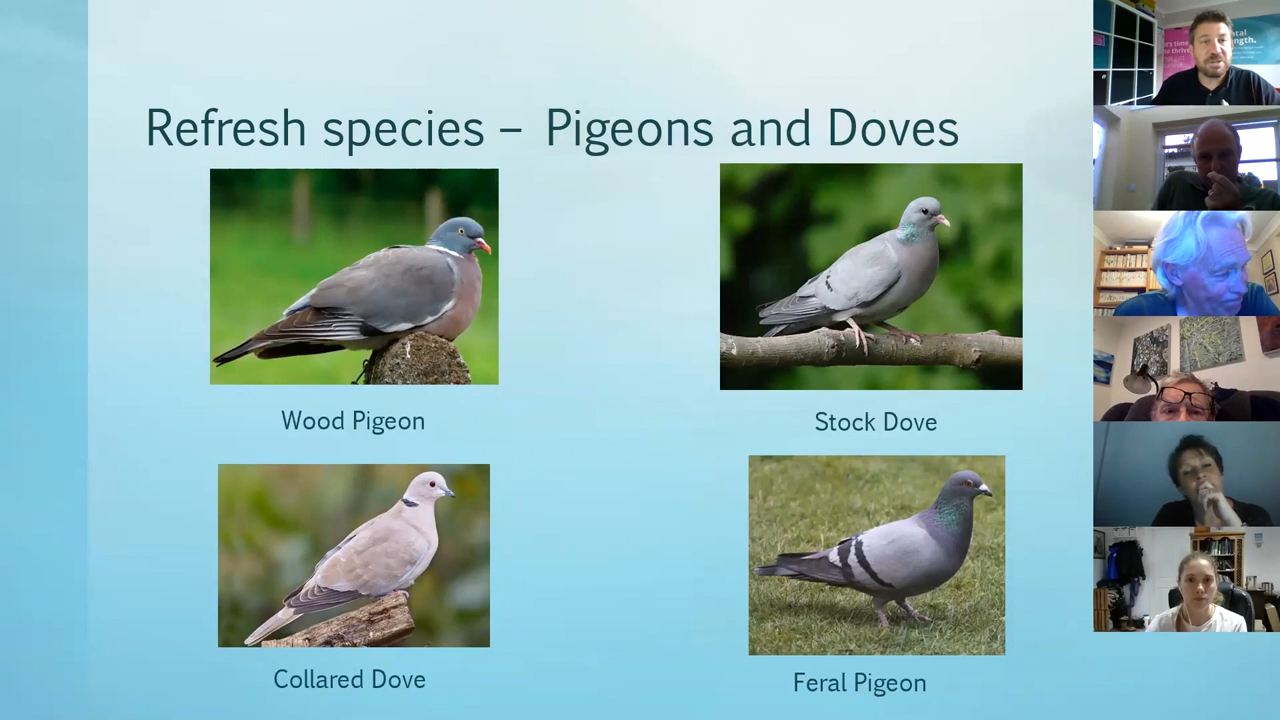 Refresh species – Pigeons and Doves
Wood Pigeon
Stock Dove
Collared Dove
Feral Pigeon